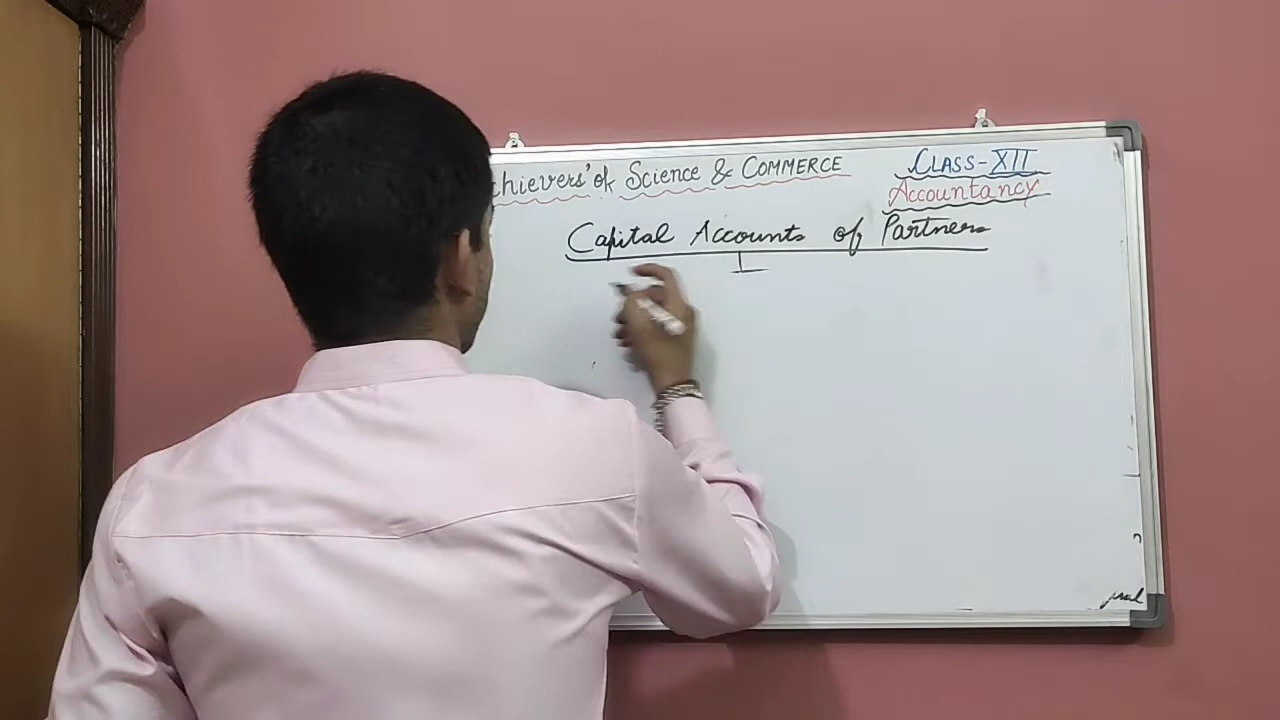 chievers' of Science & COMMERCE
CLASS-XII
Accountancy
Capital Accounts of Partners